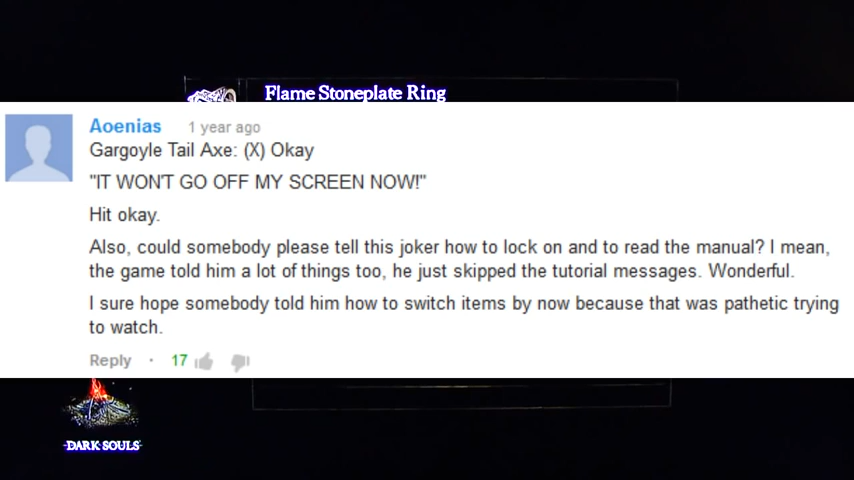 Flame Stoneplate Ring
Aoenias 1 year ago
Gargoyle Tail Axe: (X) Okay
"IT WON'T GO OFF MY SCREEN NOW!"
Hit okay.
Also, could somebody please tell this joker how to lock on and to read the manual? I mean,
the game told him a lot of things too, he just skipped the tutorial messages. Wonderful.
I sure hope somebody told him how to switch items by now because that was pathetic trying
to watch.
Reply · 17
DARK SOULS